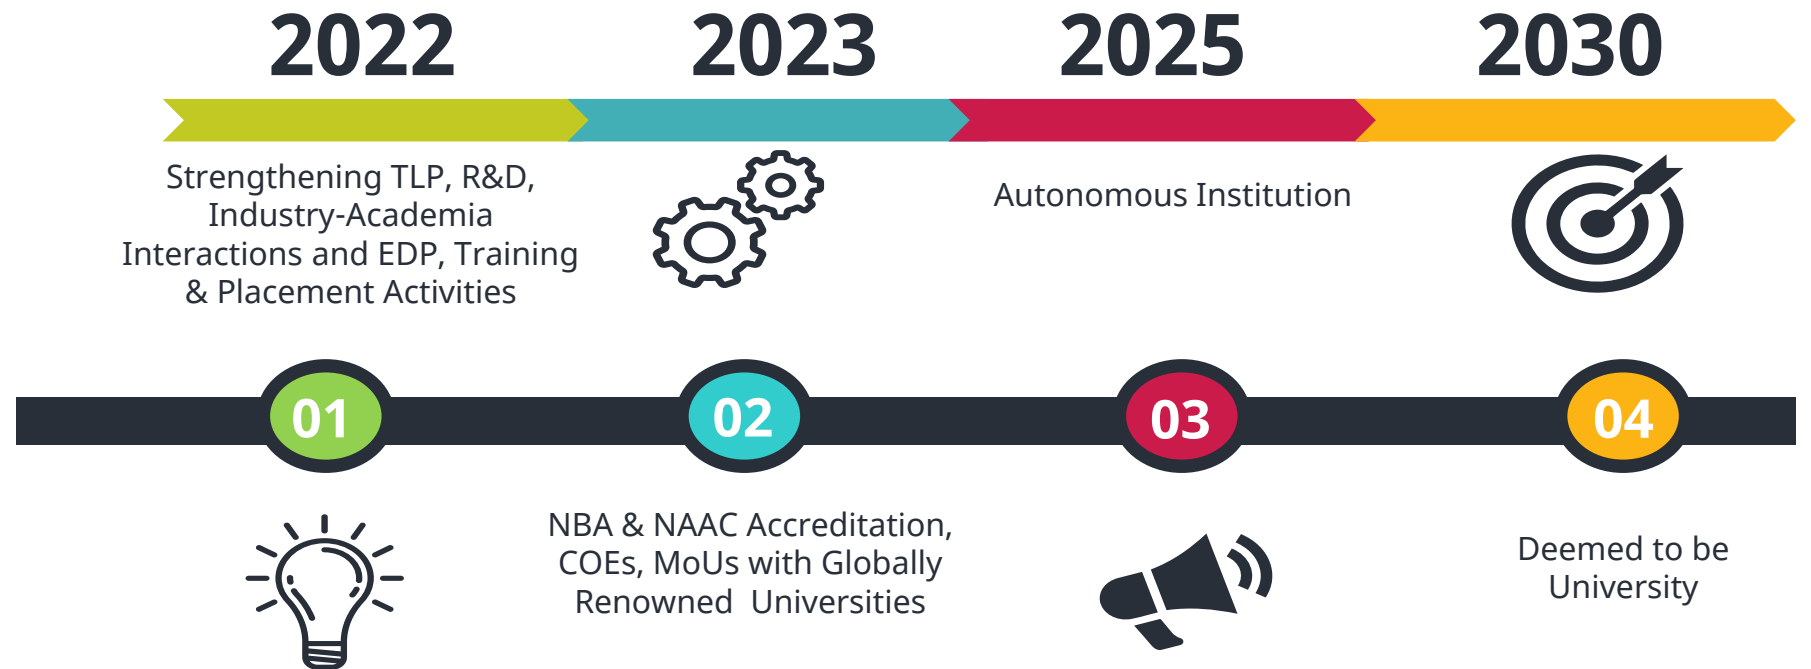 2022
2023
2025
2030
Strengthening TLP, R&D,
Industry-Academia
Interactions and EDP, Training
& Placement Activities
Autonomous Institution
01
02
03
04
NBA & NAAC Accreditation,
COEs, MoUs with Globally
Renowned  Universities
Deemed to be
University